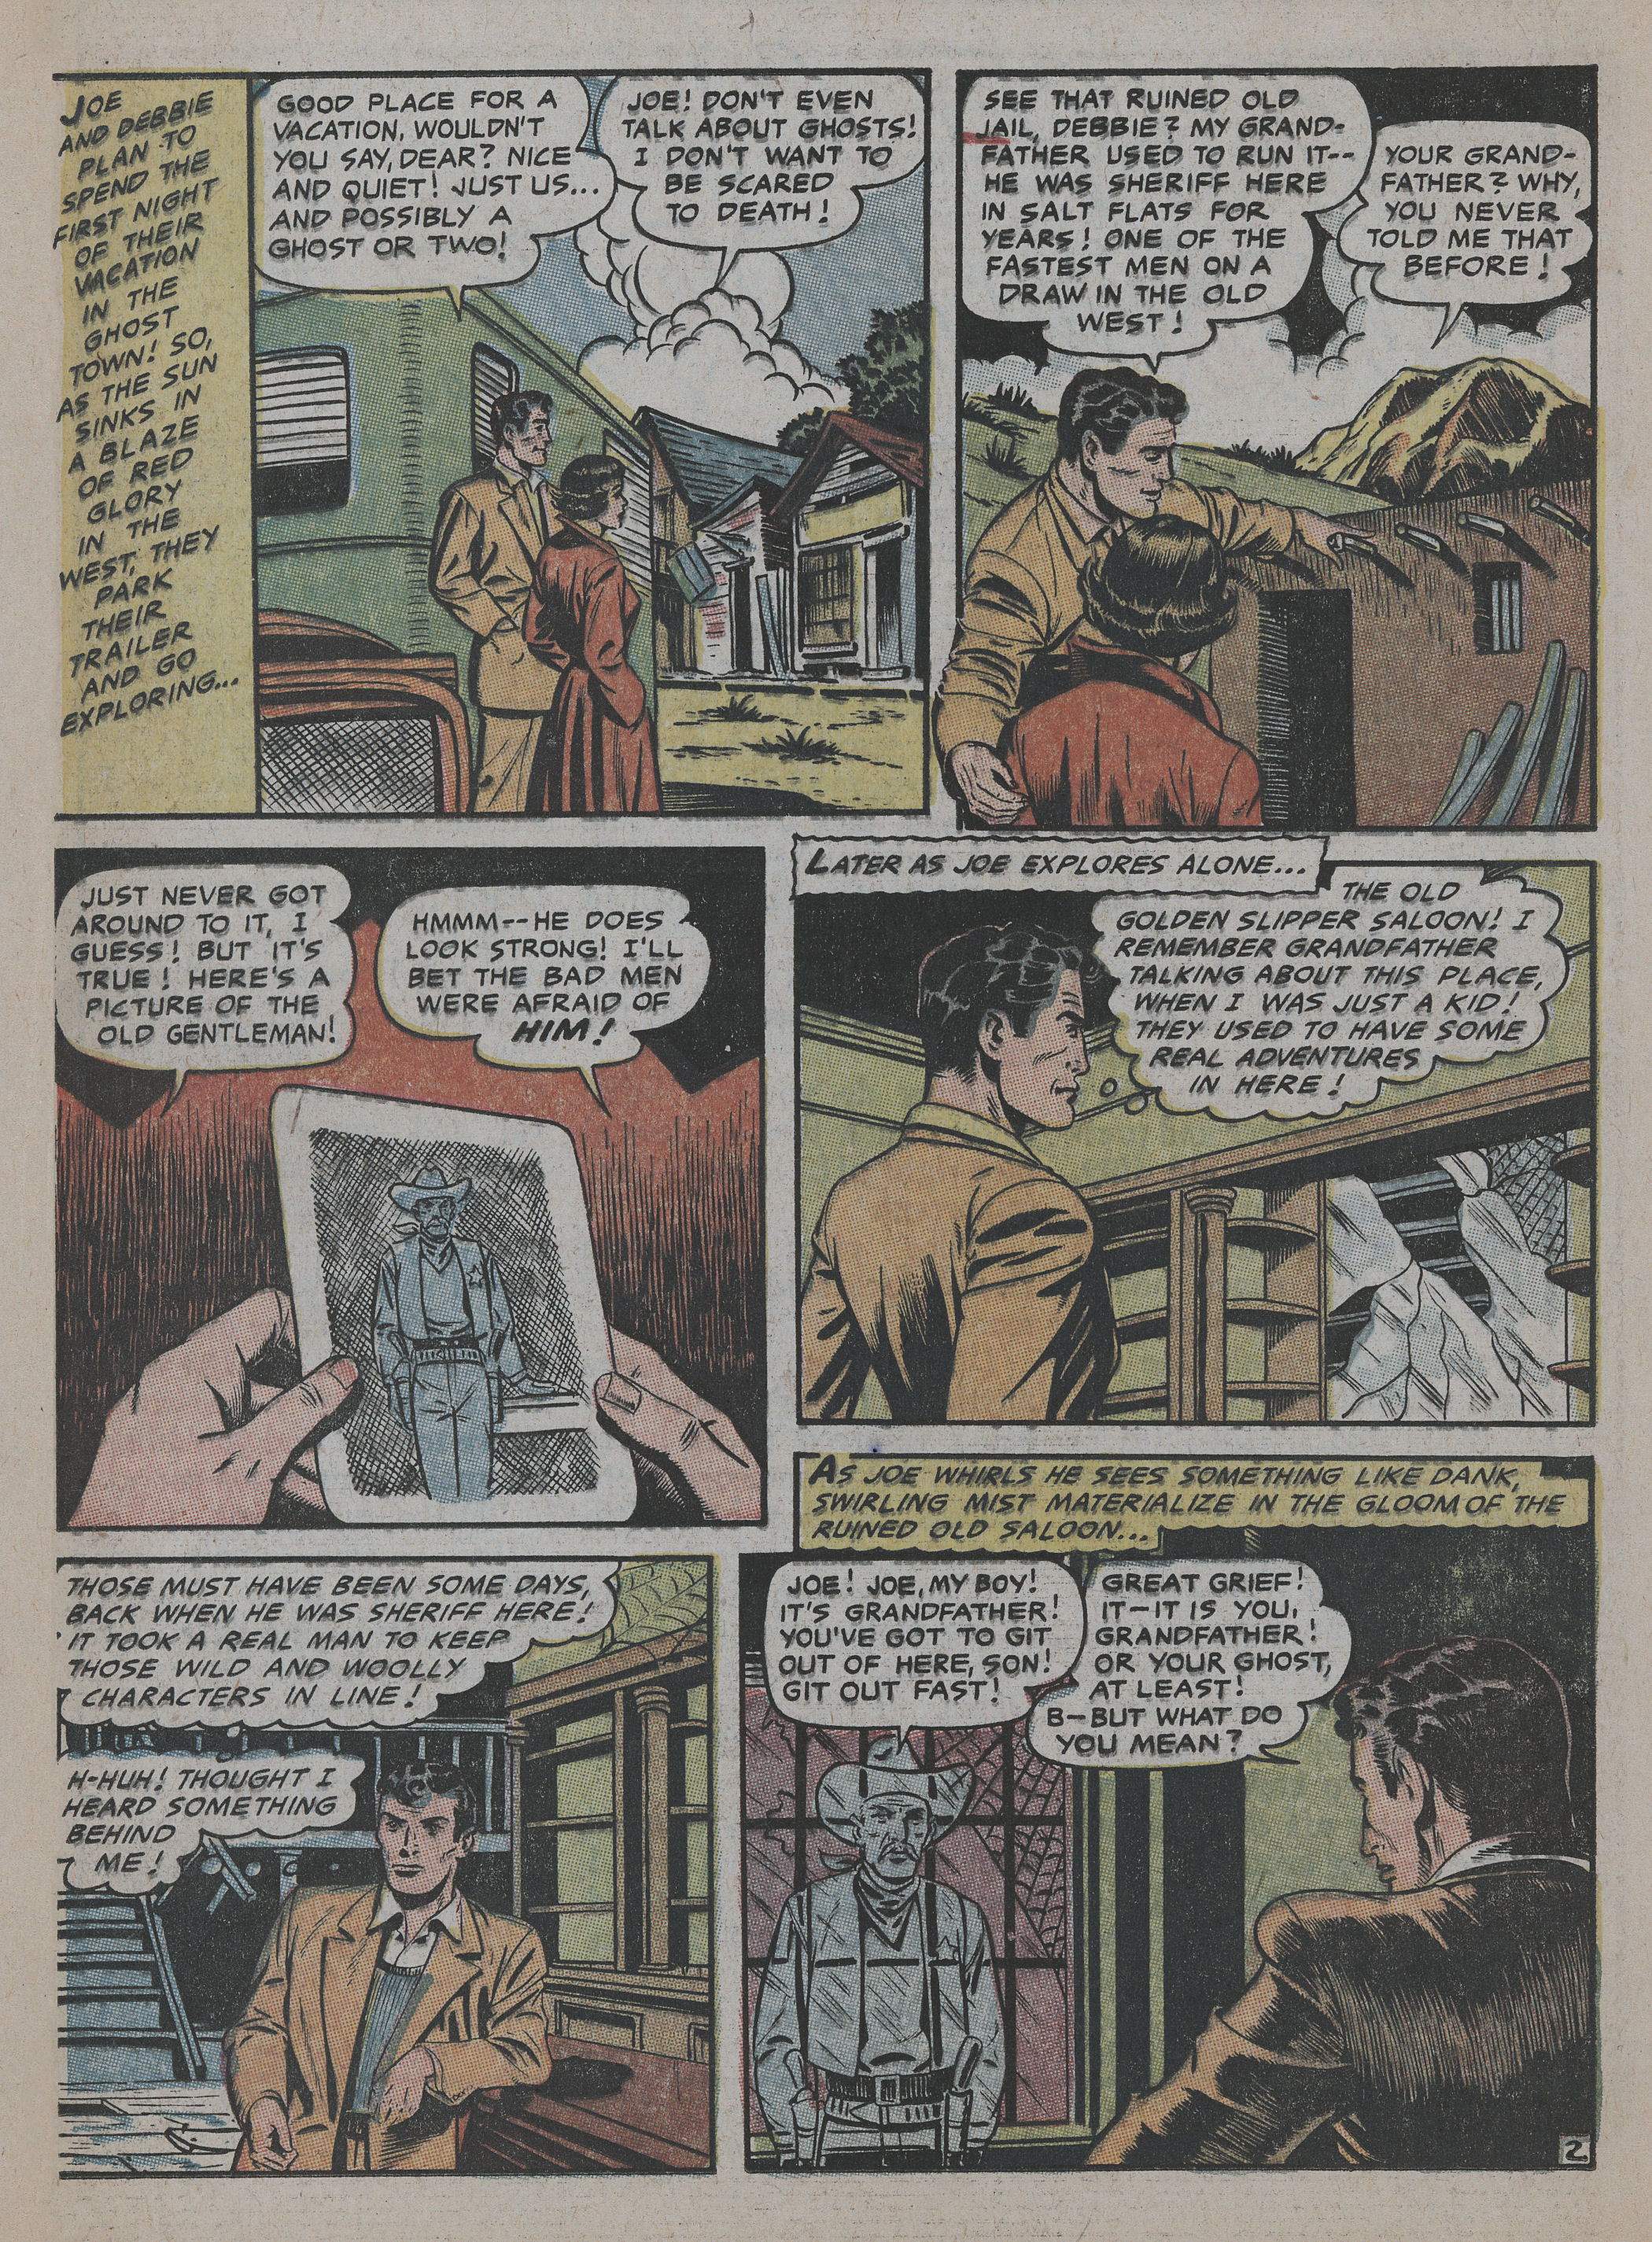 JOE
AND DEBBIE
PLAN TO
SPEND THE
FIRST NIGHT
OF THEIR
VACATION
IN THE
GHOST
TOWN! SO,
AS THE SUN
SINKS IN
A BLAZE
OF RED
GLORY
IN THE
WEST, THEY
PARK
THEIR
TRAILER
AND GO
EXPLORING...
GOOD PLACE FOR A
VACATION, WOULDN'T
YOU SAY, DEAR? NICE
AND QUIET! JUST US...
AND POSSIBLY A
GHOST OR TWO!
JOE! DON'T EVEN
TALK ABOUT GHOSTS!
I DON'T WANT TO
BE SCARED
TO DEATH!
SEE THAT RUINED OLD
JAIL, DEBBIE? MY GRAND-
FATHER USED TO RUN IT--
HE WAS SHERIFF HERE
IN SALT FLATS FOR
YEARS! ONE OF THE
FASTEST MEN ON A
DRAW IN THE OLD
WEST!
YOUR GRAND-
FATHER? WHY,
YOU NEVER
TOLD ME THAT
BEFORE!
JUST NEVER GOT
AROUND TO IT, I
GUESS! BUT IT'S
TRUE! HERE'S A
PICTURE OF THE
OLD GENTLEMAN!
HMMM--HE DOES
LOOK STRONG! I'LL
BET THE BAD MEN
WERE AFRAID OF
HIM!
LATER AS JOE EXPLORES ALONE...
THE OLD
GOLDEN SLIPPER SALOON! I
REMEMBER GRANDFATHER
TALKING ABOUT THIS PLACE,
WHEN I WAS JUST A KID!
THEY USED TO HAVE SOME
REAL ADVENTURES
IN HERE!
THOSE MUST HAVE BEEN SOME DAYS,
BACK WHEN HE WAS SHERIFF HERE!
IT TOOK A REAL MAN TO KEEP
THOSE WILD AND WOOLLY
CHARACTERS IN LINE!
H-HUH! THOUGHT I
HEARD SOMETHING
BEHIND
ME!
AS JOE WHIRLS HE SEES SOMETHING LIKE DANK,
SWIRLING MIST MATERIALIZE IN THE GLOOM OF THE
RUINED OLD SALOON...
JOE! JOE, MY BOY!
IT'S GRANDFATHER!
YOU'VE GOT TO GIT
OUT OF HERE, SON!
GIT OUT FAST!
GREAT GRIEF!
IT-IT IS YOU,
GRANDFATHER!
OR YOUR GHOST,
AT LEAST!
B-BUT WHAT DO
YOU MEAN?
2